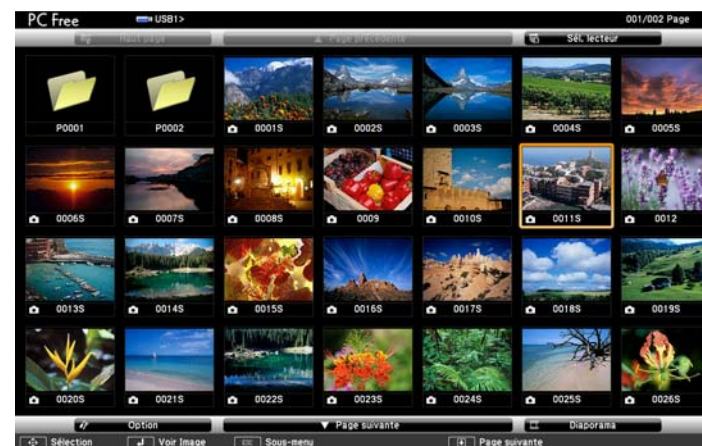 PC Free USB1> 001/002 Page
Haut page ▲ Page précédente Sél. lecteur
P0001 P0002 0001S 0002S 0003S 0004S 0005S
0006S 0007S 0008S 0009 0010S 0011S 0012
0013S 0014S 0015S 0016S 0017S 0018S 0019S
0020S 0021S 0022S 0023S 0024S 0025S 0026S
Option ▼ Page suivante Diaporama
Sélection Voir Image ESC Sous-menu Page suivante